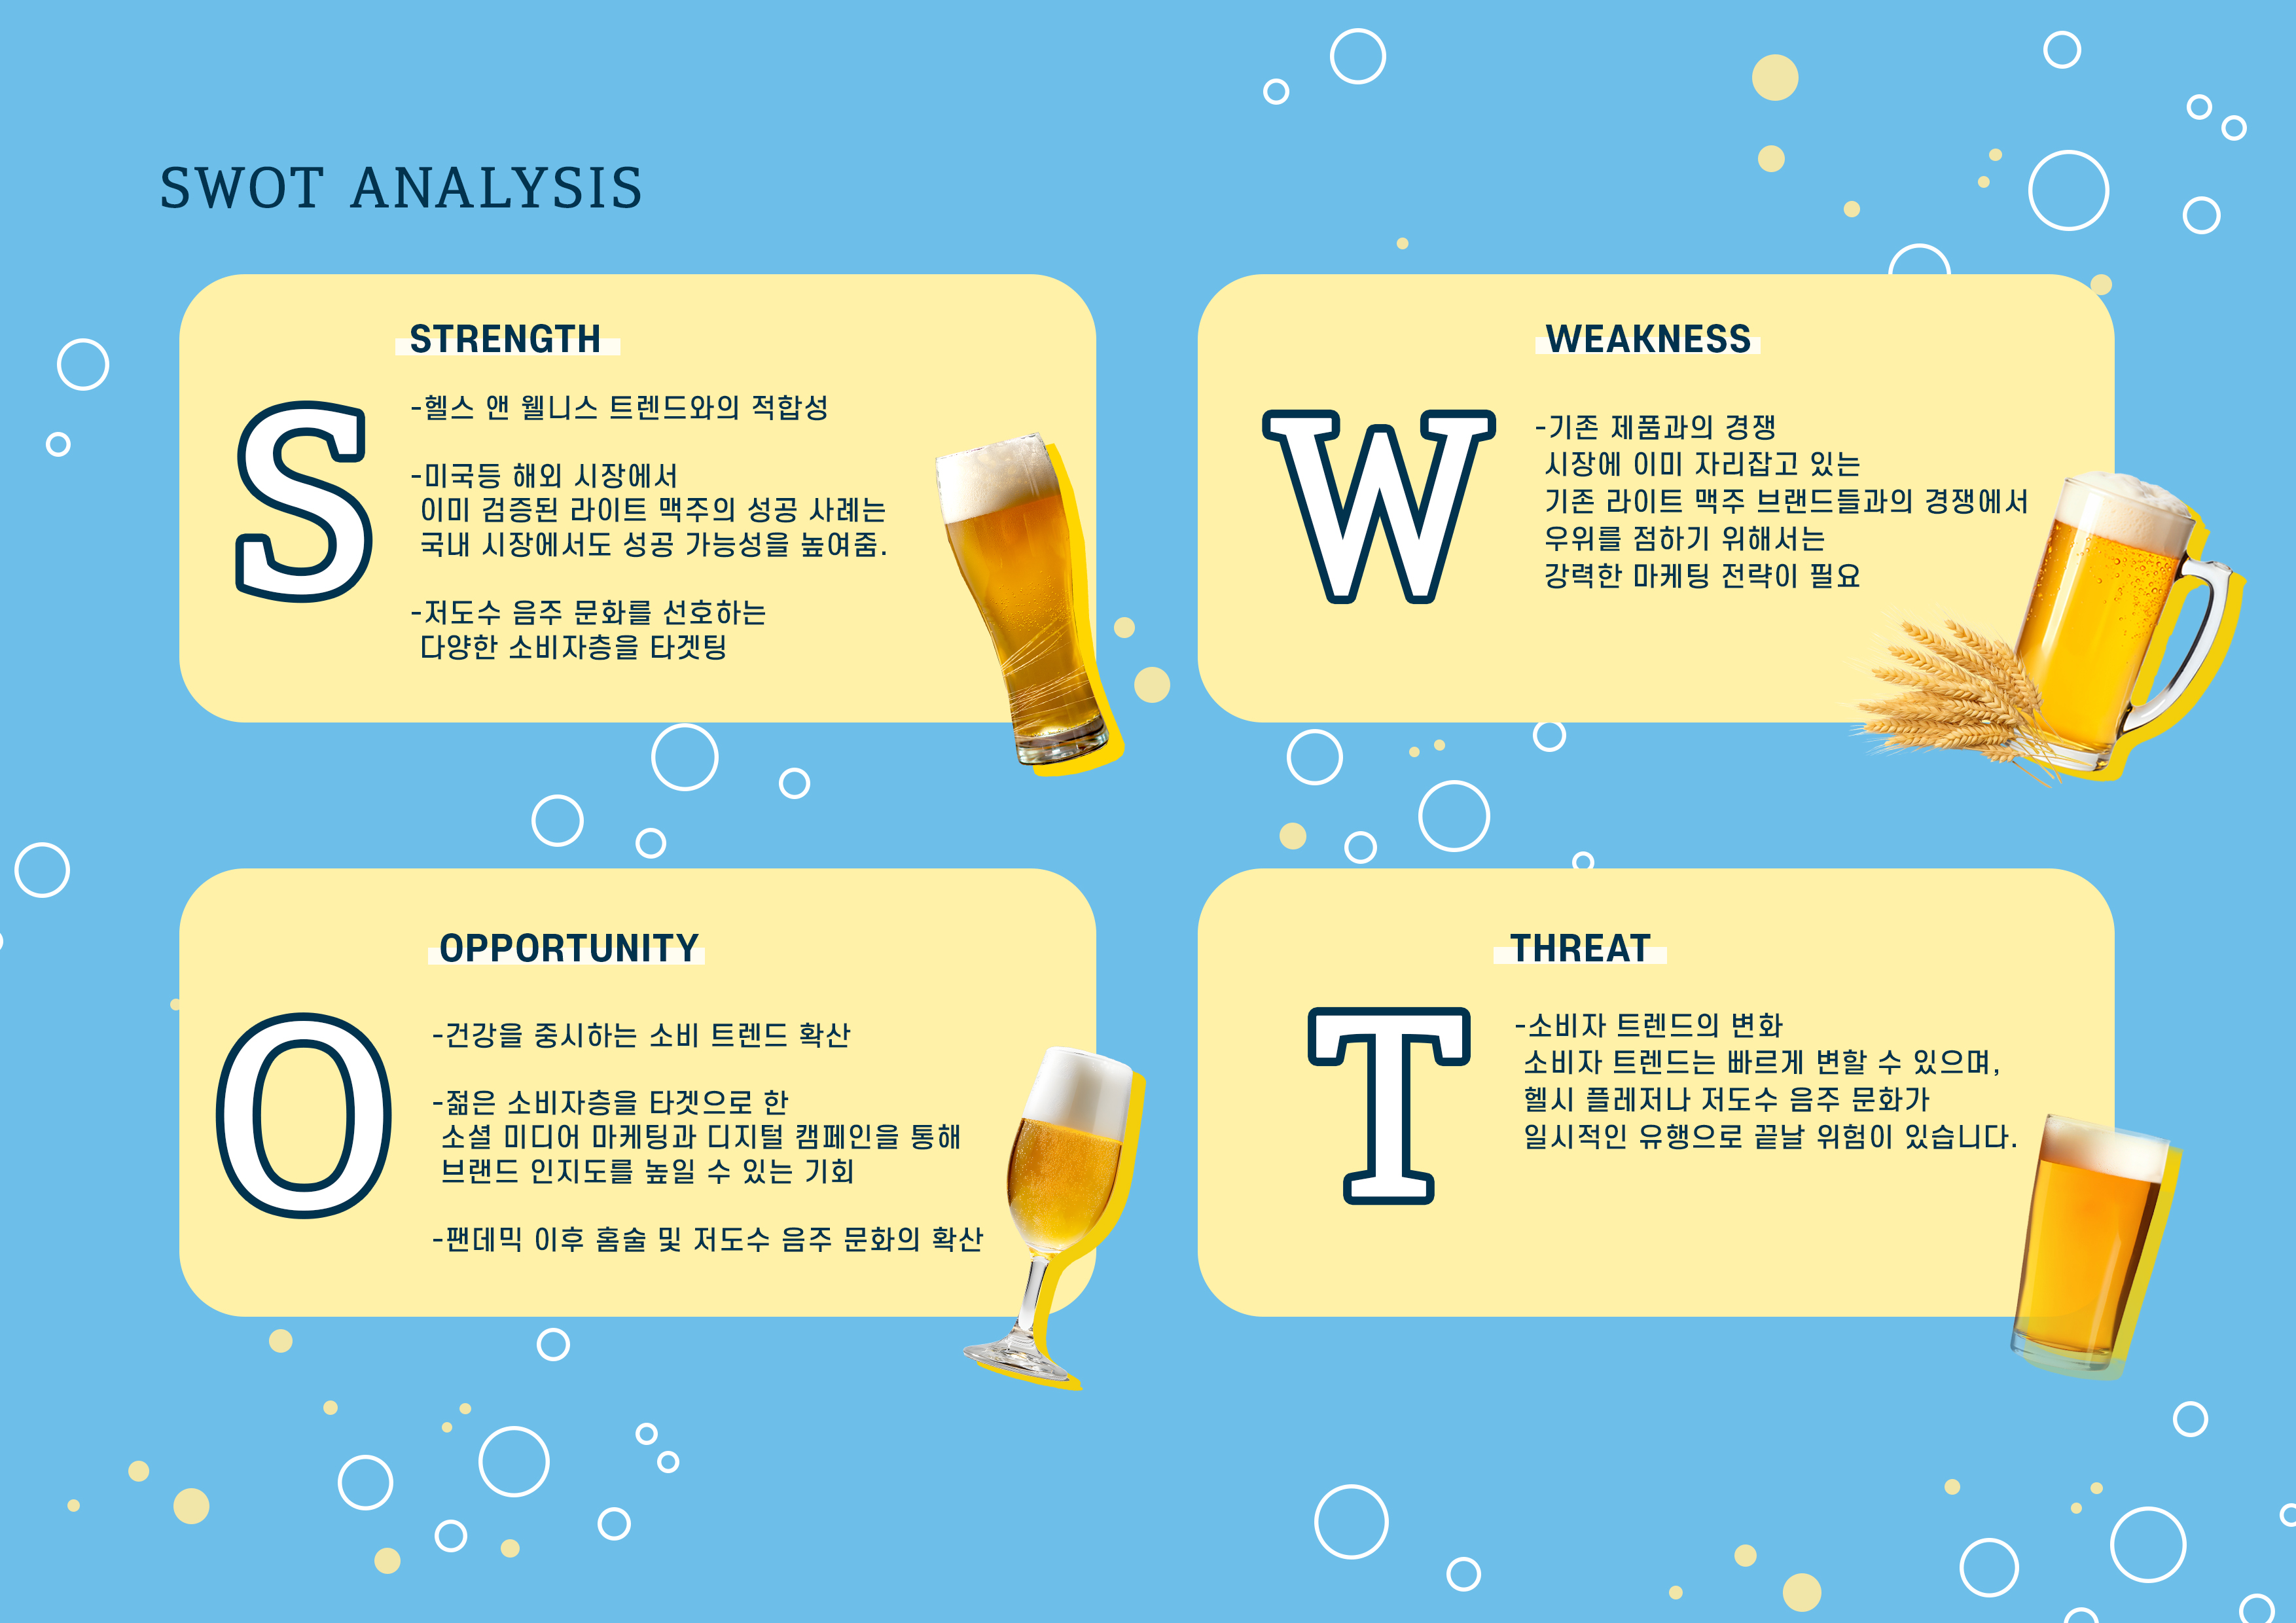 SWOT ANALYSIS
STRENGTH
S
-헬스 앤 웰니스 트렌드와의 적합성
-미국등 해외 시장에서
이미 검증된 라이트 맥주의 성공 사례는
국내 시장에서도 성공 가능성을 높여줌.
-저도수 음주 문화를 선호하는
다양한 소비자층을 타겟팅
WEAKNESS
W
-기존 제품과의 경쟁
시장에 이미 자리잡고 있는
기존 라이트 맥주 브랜드들과의 경쟁에서
우위를 점하기 위해서는
강력한 마케팅 전략이 필요
OPPORTUNITY
O
-건강을 중시하는 소비 트렌드 확산
-젊은 소비자층을 타겟으로 한
소셜 미디어 마케팅과 디지털 캠페인을 통해
브랜드 인지도를 높일 수 있는 기회
-팬데믹 이후 홈술 및 저도수 음주 문화의 확산
THREAT
T
-소비자 트렌드의 변화
소비자 트렌드는 빠르게 변할 수 있으며,
헬시 플레저나 저도수 음주 문화가
일시적인 유행으로 끝날 위험이 있습니다.